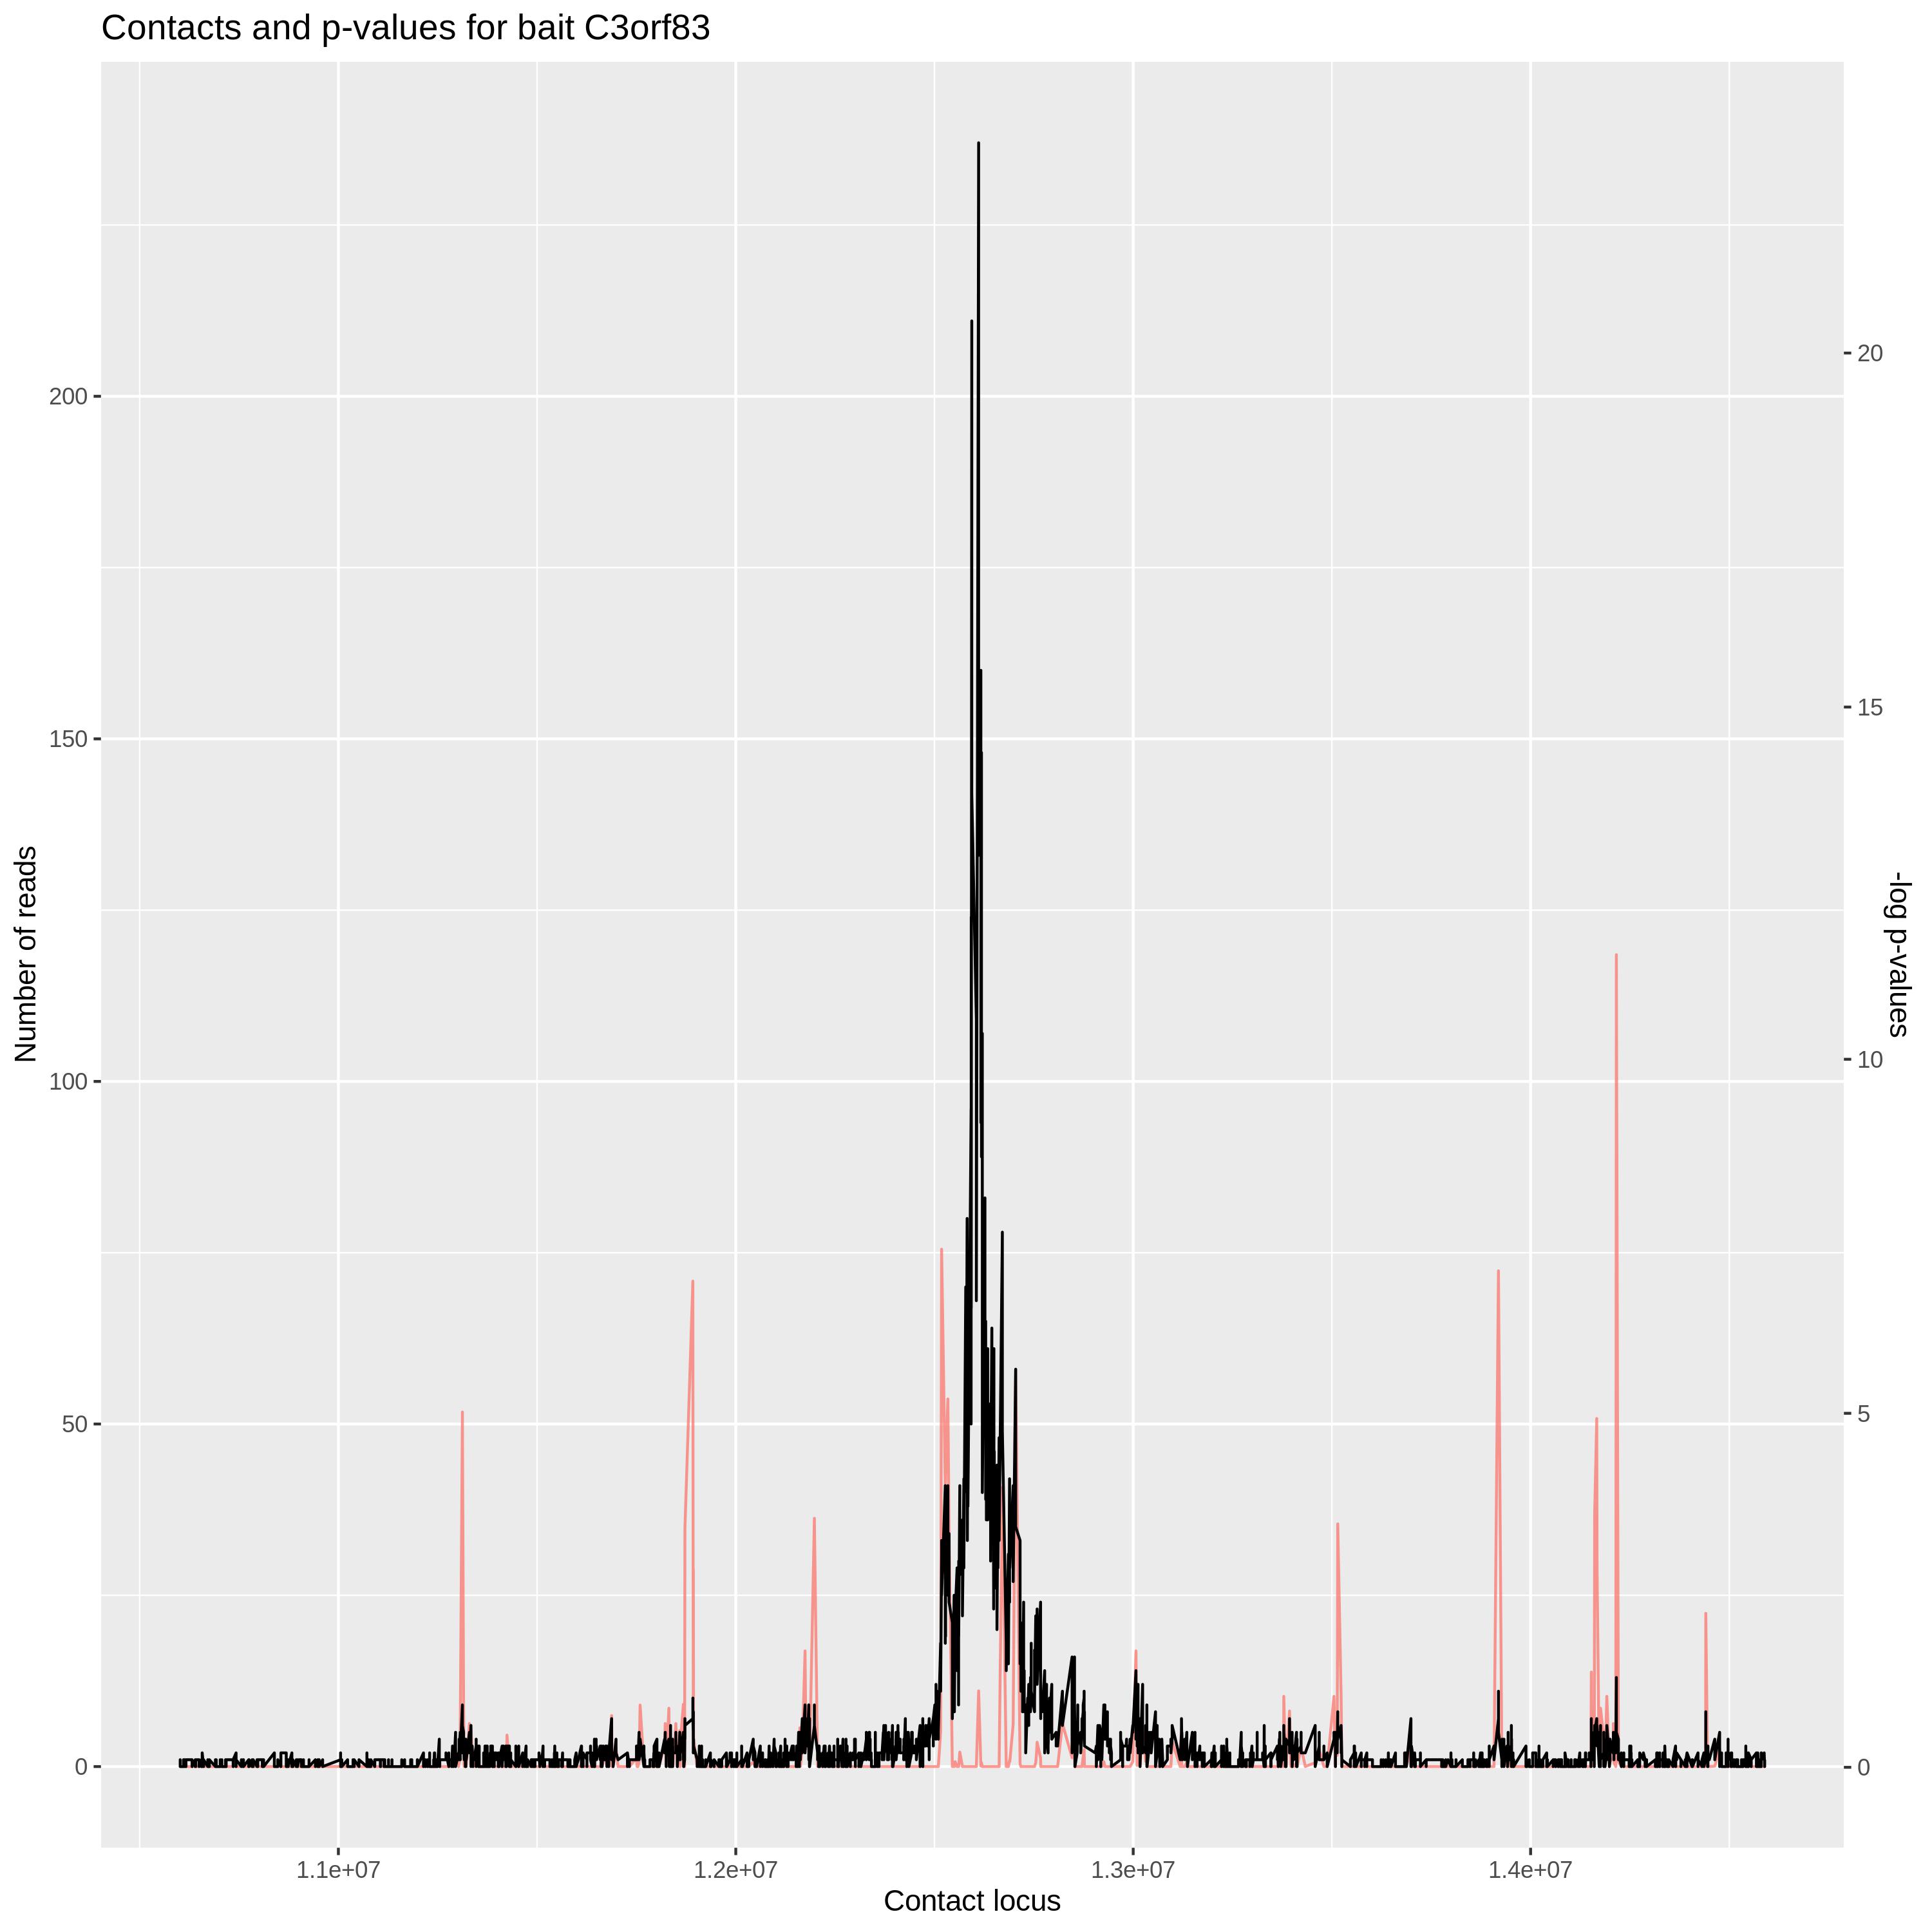 Contacts and p-values for bait C3orf83
200
150
100
50
0
Number of reads
20
15
10
5
0
-log p-values
1.1e+07
1.2e+07
1.3e+07
1.4e+07
Contact locus